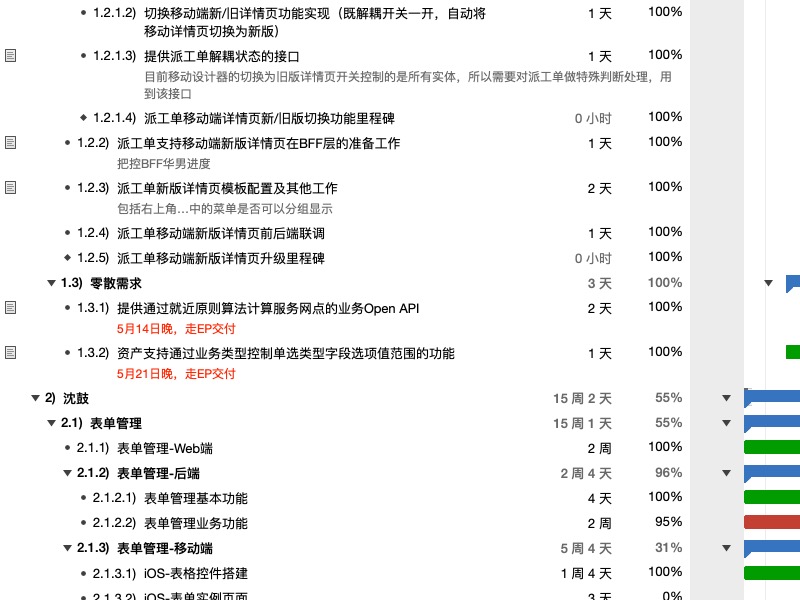 1.2.1.2) 切换移动端新/旧详情页功能实现（既解耦开关一开，自动将 1 天 100%
移动详情页切换为新版）
1.2.1.3) 提供派工单解耦状态的接口 1 天 100%
目前移动设计器的切换为旧版详情页开关控制的是所有实体，所以需要对派工单做特殊判断处理，用
到该接口
1.2.1.4) 派工单移动端详情页新/旧版切换功能里程碑 0 小时 100%
1.2.2) 派工单支持移动端新版详情页在BFF层的准备工作 1 天 100%
把控BFF华男进度
1.2.3) 派工单新版详情页模板配置及其他工作 2 天 100%
包括右上角…中的菜单是否可以分组显示
1.2.4) 派工单移动端新版详情页前后端联调 1 天 100%
1.2.5) 派工单移动端新版详情页升级里程碑 0 小时 100%
1.3) 零散需求 3 天 100%
1.3.1) 提供通过就近原则算法计算服务网点的业务Open API 2 天 100%
5月14日晚，走EP交付
1.3.2) 资产支持通过业务类型控制单选类型字段选项值范围的功能 1 天 100%
5月21日晚，走EP交付
2) 沈鼓 15 周 2 天 55%
2.1) 表单管理 15 周 1 天 55%
2.1.1) 表单管理-Web端 2 周 100%
2.1.2) 表单管理-后端 2 周 4 天 96%
2.1.2.1) 表单管理基本功能 4 天 100%
2.1.2.2) 表单管理业务功能 2 周 95%
2.1.3) 表单管理-移动端 5 周 4 天 31%
2.1.3.1) iOS-表格控件搭建 1 周 4 天 100%
2.1.3.2) iOS-表单实例页面 3 天 0%